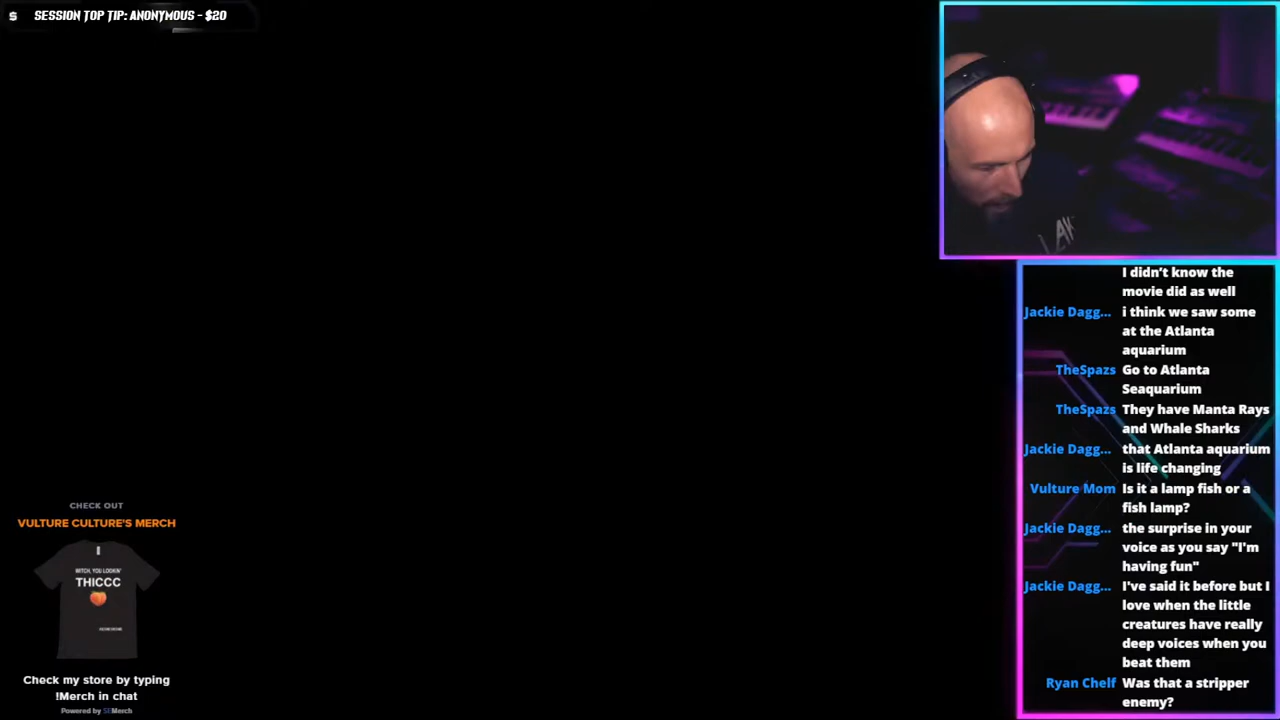 $ SESSION TOP TIP: ANONYMOUS - $20
I didn't know the
movie did as well
Jackie Dagg... i think we saw some
at the Atlanta
aquarium
TheSpazs Go to Atlanta
Seaquarium
TheSpazs They have Manta Rays
and Whale Sharks
Jackie Dagg... that Atlanta aquarium
is life changing
Vulture Mom Is it a lamp fish or a
fish lamp?
Jackie Dagg... the surprise in your
voice as you say "I'm
having fun"
Jackie Dagg... I've said it before but I
love when the little
creatures have really
deep voices when you
beat them
Ryan Chelf Was that a stripper
enemy?
CHECK OUT
VULTURE CULTURE'S MERCH
WITCH, YOU LOOKIN'
THICCC
Check my store by typing
!Merch in chat
Powered by SEMerch